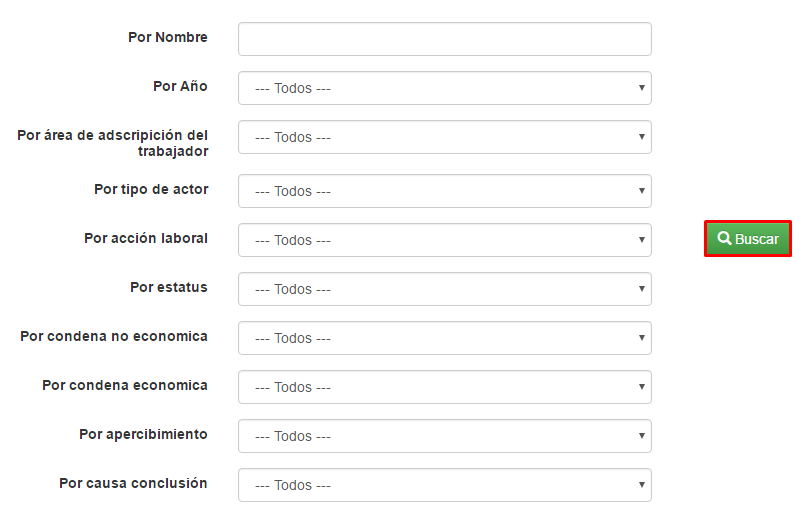 Por Nombre
Por Año
--- Todos ---
Por área de adscripición del
trabajador
--- Todos ---
Por tipo de actor
--- Todos ---
Por acción laboral
--- Todos ---
Buscar
Por estatus
--- Todos ---
Por condena no economica
--- Todos ---
Por condena economica
--- Todos ---
Por apercibimiento
--- Todos ---
Por causa conclusión
--- Todos ---